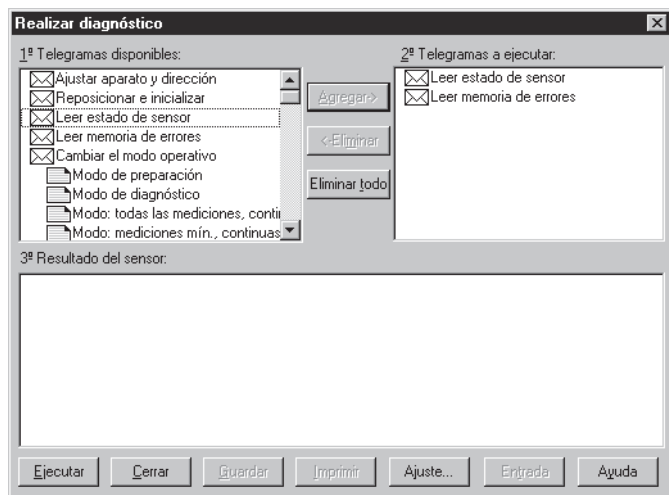 Realizar diagnóstico
1º Telegramas disponibles:
Ajustar aparato y dirección
Reposicionar e inicializar
Leer estado de sensor
Leer memoria de errores
Cambiar el modo operativo
Modo de preparación
Modo de diagnóstico
Modo: todas las mediciones, conti
Modo: mediciones mín., continuas
Agregar->
<-Eliminar
Eliminar todo
2º Telegramas a ejecutar:
Leer estado de sensor
Leer memoria de errores
3º Resultado del sensor:
Ejecutar Cerrar Guardar Imprimir Ajuste... Entrada Ayuda